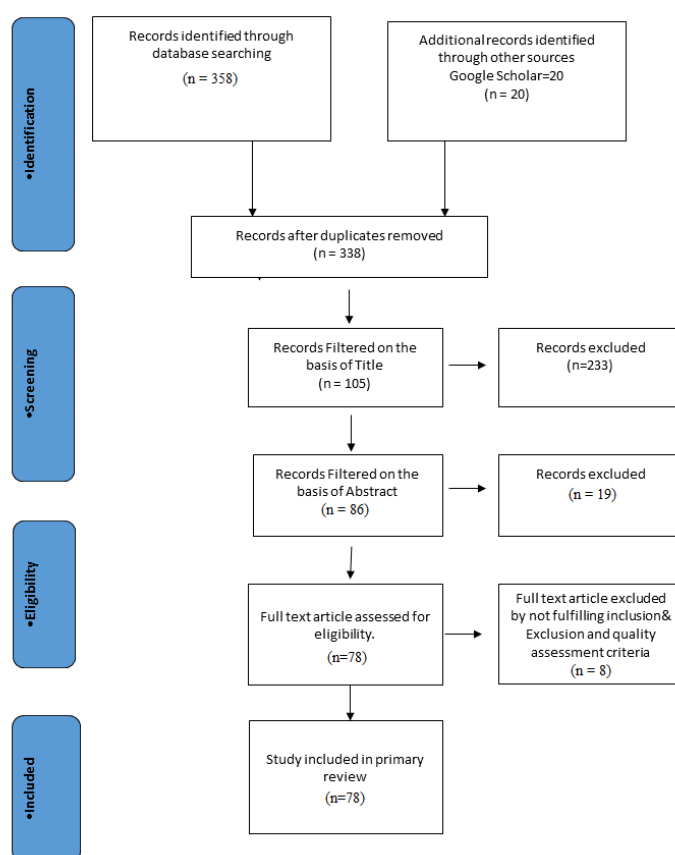 •Identification
Records identified through
database searching
(n = 358)
Additional records identified
through other sources
Google Scholar=20
(n = 20)
Records after duplicates removed
(n = 338)
•Screening
Records Filtered on the
basis of Title
(n = 105)
Records excluded
(n=233)
Records Filtered on the
basis of Abstract
(n = 86)
Records excluded
(n = 19)
•Eligibility
Full text article assessed for
eligibility.
(n=78)
Full text article excluded
by not fulfilling inclusion&
Exclusion and quality
assessment criteria
(n = 8)
•Included
Study included in primary
review
(n=78)